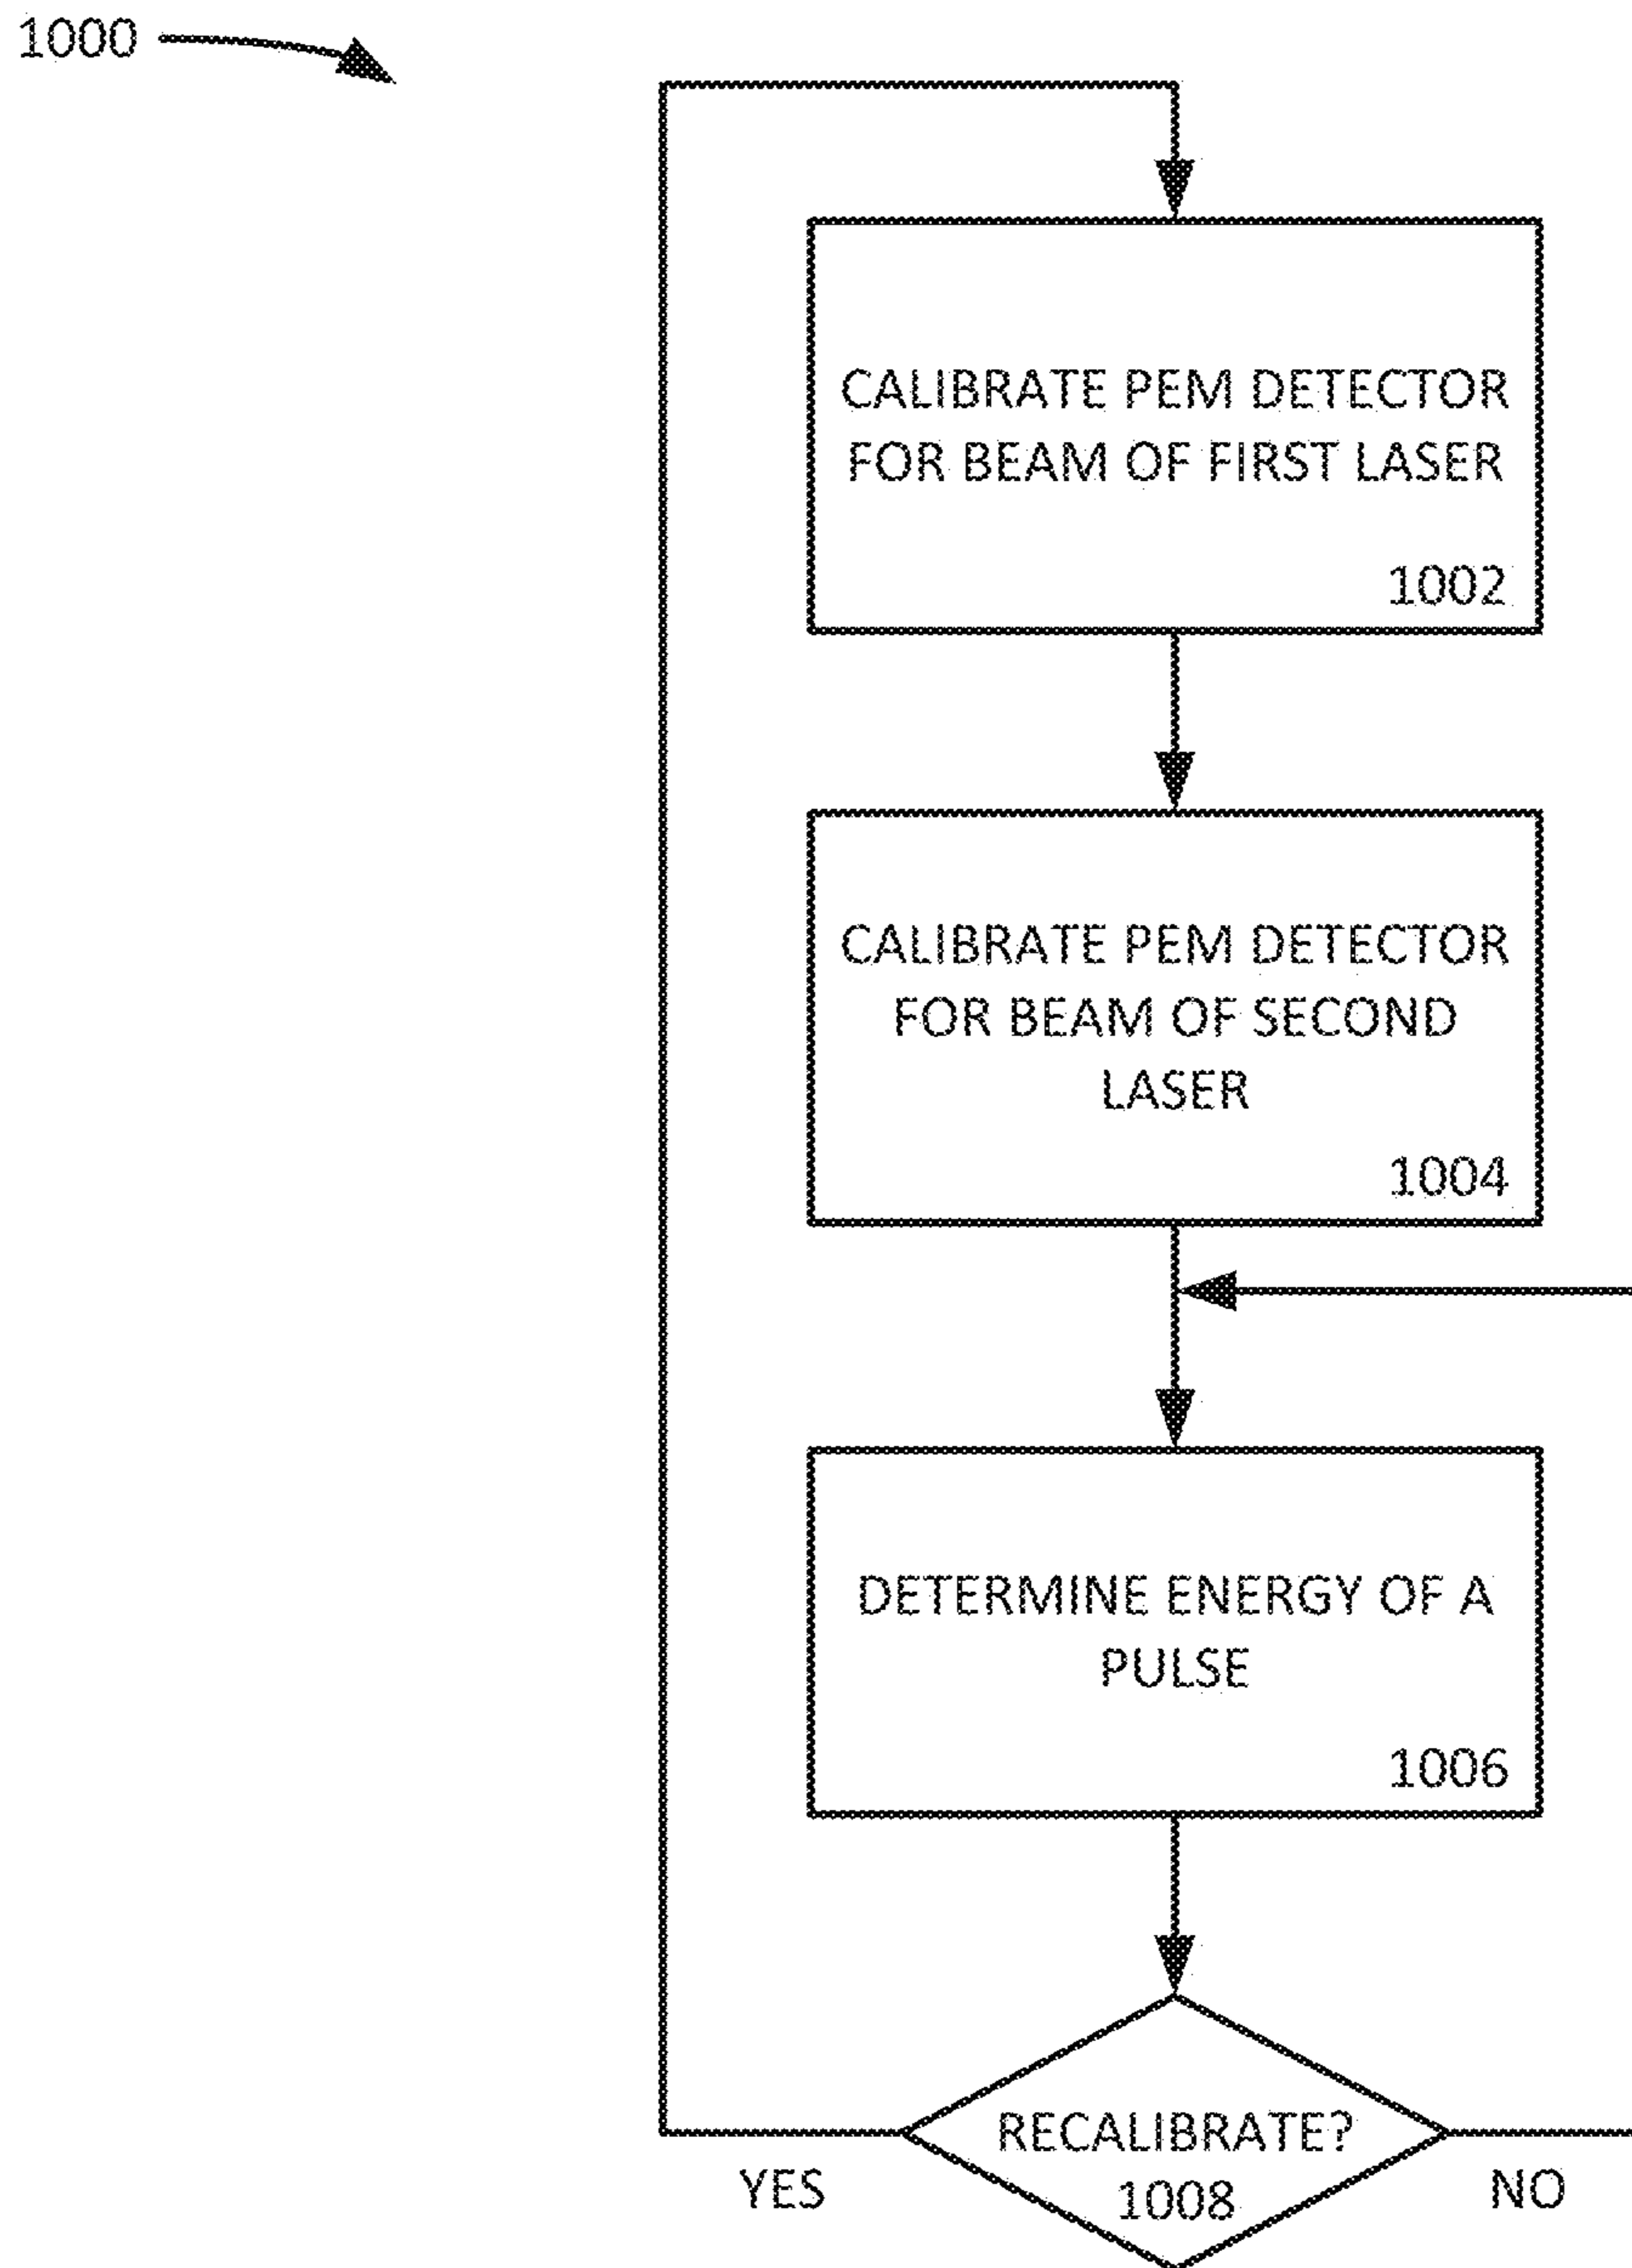 1000
CALIBRATE PEM DETECTOR
FOR BEAM OF FIRST LASER
1002
CALIBRATE PEM DETECTOR
FOR BEAM OF SECOND
LASER
1004
DETERMINE ENERGY OF A
PULSE
1006
RECALIBRATE?
1008
YES
NO